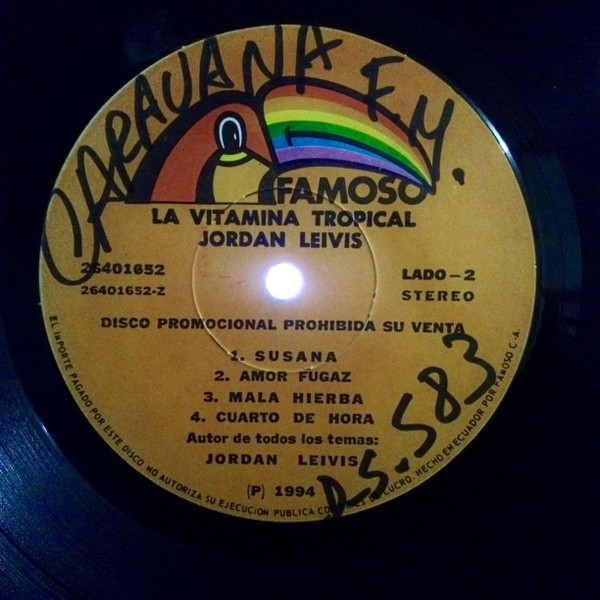 CARAVANA F.M.
FAMOSO
LA VITAMINA TROPICAL
JORDAN LEIVIS
26401652
26401652-Z
LADO-2
STEREO
DISCO PROMOCIONAL PROHIBIDA SU VENTA
1. SUSANA
2. AMOR FUGAZ
3. MALA HIERBA
4. CUARTO DE HORA
Autor de todos los temas:
JORDAN LEIVIS
(P) 1994
D.S.583
EL IMPORTE PAGADO POR ESTE DISCO NO AUTORIZA SU EJECUCION PUBLICA CON DE LUCRO. HECHO EN ECUADOR POR FAMOSO C.A.